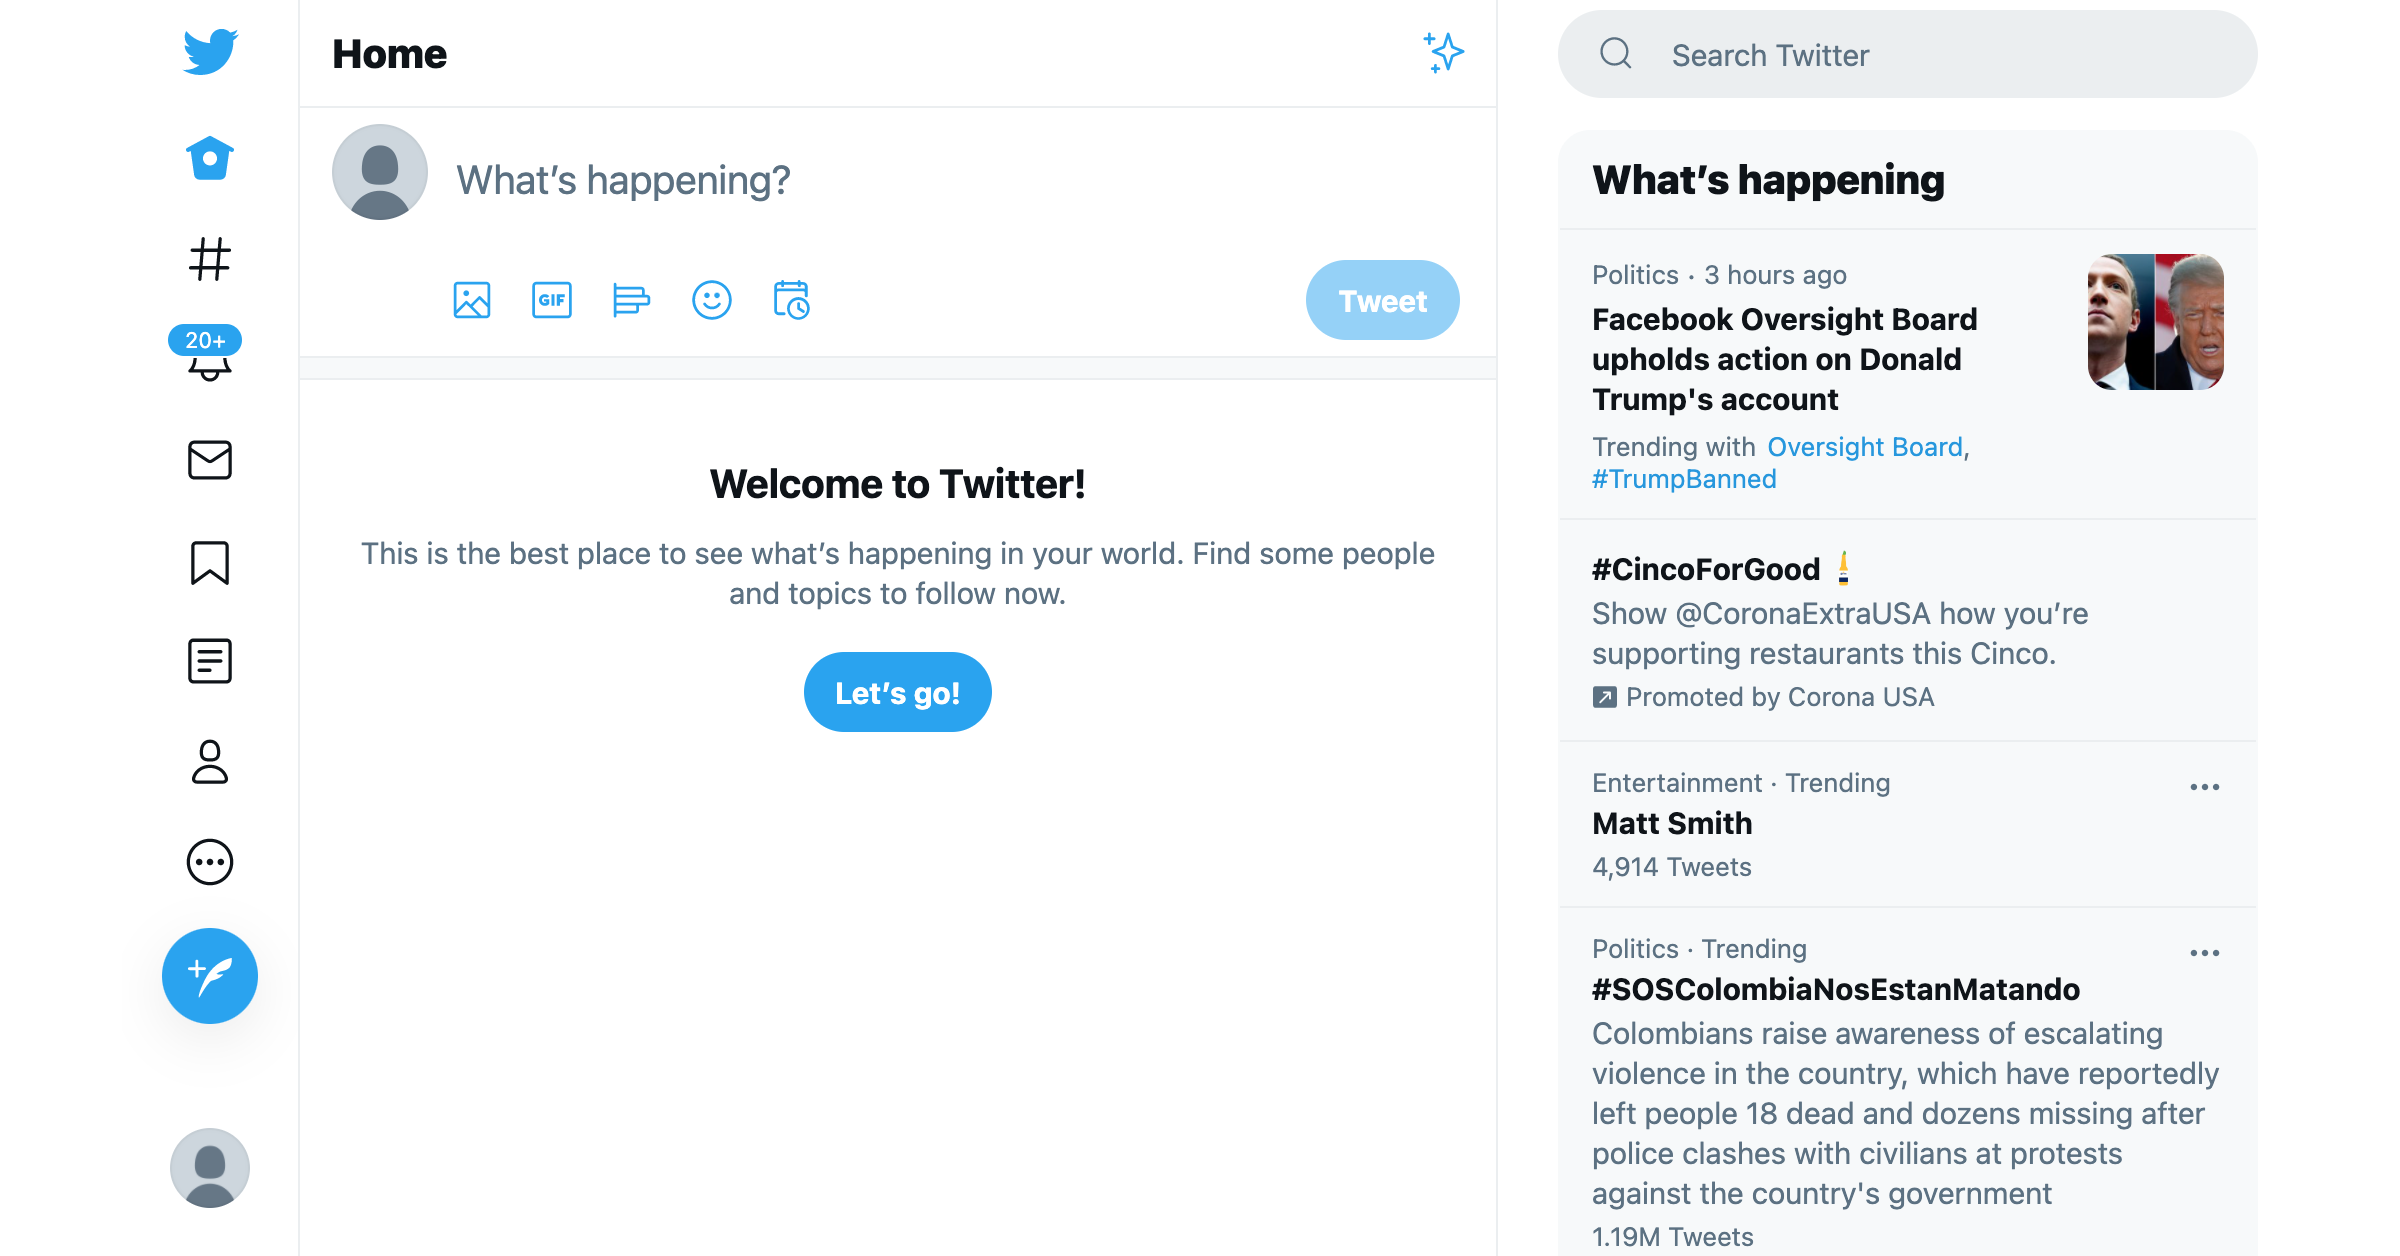 Home
20+
What’s happening?
GIF
Tweet
Welcome to Twitter!
This is the best place to see what’s happening in your world. Find some people
and topics to follow now.
Let’s go!
Search Twitter
What’s happening
Politics · 3 hours ago
Facebook Oversight Board
upholds action on Donald
Trump's account
Trending with Oversight Board,
#TrumpBanned
#CincoForGood
Show @CoronaExtraUSA how you’re
supporting restaurants this Cinco.
Promoted by Corona USA
Entertainment · Trending
Matt Smith
4,914 Tweets
Politics · Trending
#SOSColombiaNosEstanMatando
Colombians raise awareness of escalating
violence in the country, which have reportedly
left people 18 dead and dozens missing after
police clashes with civilians at protests
against the country's government
1.19M Tweets